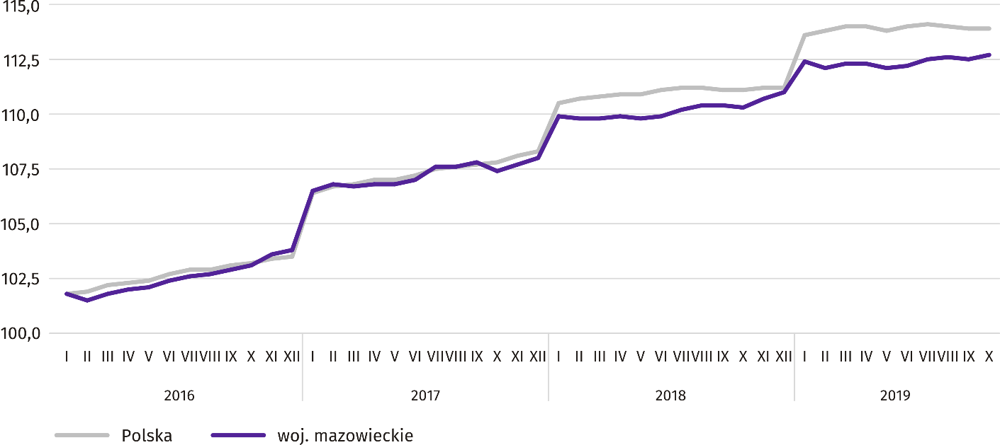 115,0
112,5
110,0
107,5
105,0
102,5
100,0
I II III IV V VI VII VIII IX X XI XII I II III IV V VI VII VIII IX X XI XII I II III IV V VI VII VIII IX X XI XII I II III IV V VI VII VIII IX X
2016 2017 2018 2019
Polska woj. mazowieckie